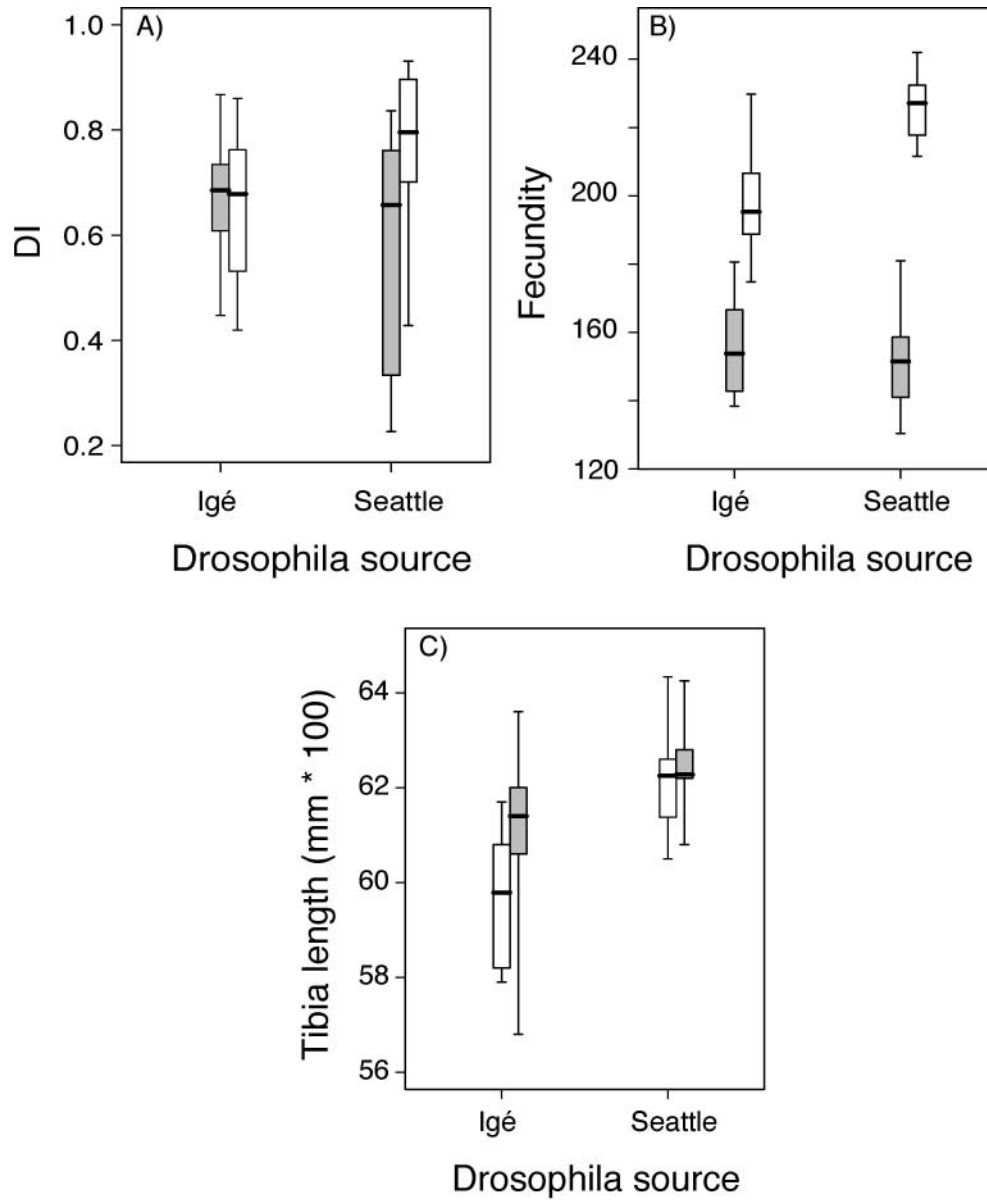 A)
DI
1.0
0.8
0.6
0.4
0.2
Igé Seattle
Drosophila source
B)
Fecundity
240
200
160
120
Igé Seattle
Drosophila source
C)
Tibia length (mm * 100)
64
62
60
58
56
Igé Seattle
Drosophila source